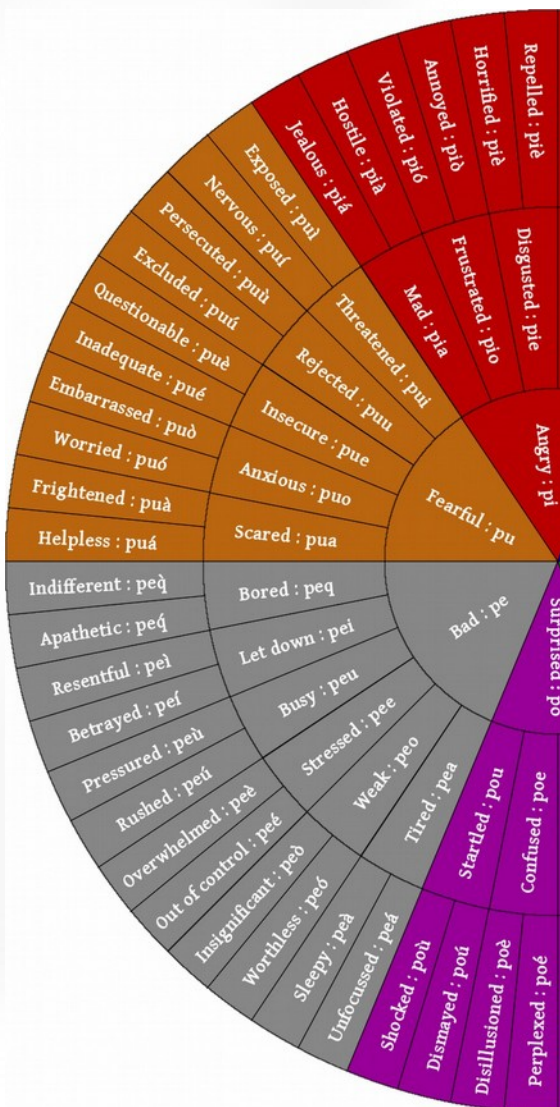 Repelled : piè
Horrified : piè
Annoyed : piò
Violated : pió
Hostile : pià
Jealous : piá
Disgusted : pie
Frustrated : pio
Mad : pia
Angry : pi
Exposed : puì
Nervous : puí
Persecuted : puù
Excluded : puú
Questionable : puè
Inadequate : pué
Embarrassed : può
Worried : puó
Frightened : puà
Helpless : puá
Threatened : pui
Rejected : puu
Insecure : pue
Anxious : puo
Scared : pua
Fearful : pu
Bad : pe
Bored : peq
Let down : pei
Busy : peu
Stressed : pee
Weak : peo
Tired : pea
Indifferent : peq̀
Apathetic : peq́
Resentful : peì
Betrayed : peí
Pressured : peù
Rushed : peú
Overwhelmed : peè
Out of control : peé
Insignificant : peò
Worthless : peó
Sleepy : peà
Unfocussed : peá
Surprised : po
Startled : pou
Confused : poe
Shocked : poù
Dismayed : poú
Disillusioned : poè
Perplexed : poé